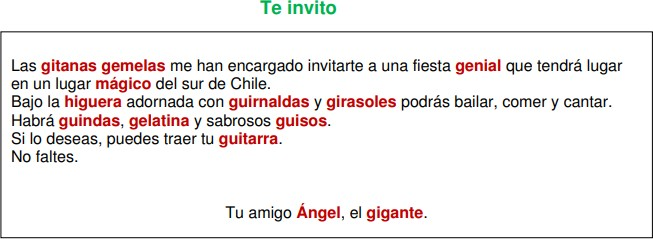 Te invito
Las gitanas gemelas me han encargado invitarte a una fiesta genial que tendrá lugar
en un lugar mágico del sur de Chile.
Bajo la higuera adornada con guirnaldas y girasoles podrás bailar, comer y cantar.
Habrá guindas, gelatina y sabrosos guisos.
Si lo deseas, puedes traer tu guitarra.
No faltes.
Tu amigo Ángel, el gigante.